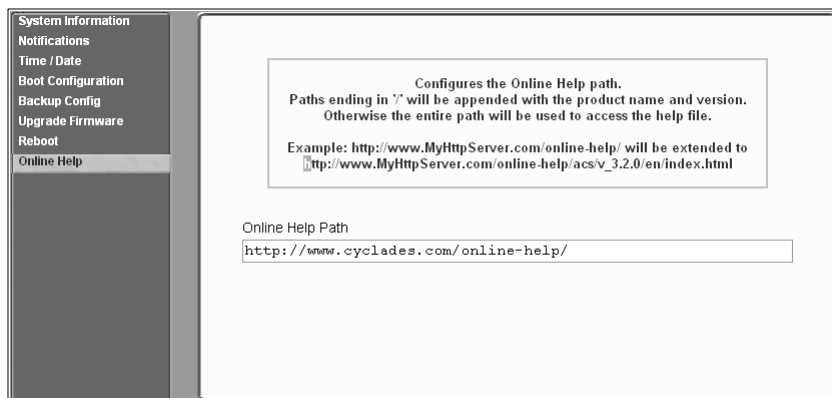 System Information
Notifications
Time / Date
Boot Configuration
Backup Config
Upgrade Firmware
Reboot
Online Help
Configures the Online Help path.
Paths ending in '/' will be appended with the product name and version.
Otherwise the entire path will be used to access the help file.
Example: http://www.MyHttpServer.com/online-help/ will be extended to
http://www.MyHttpServer.com/online-help/acs/v_3.2.0/en/index.html
Online Help Path
http://www.cyclades.com/online-help/